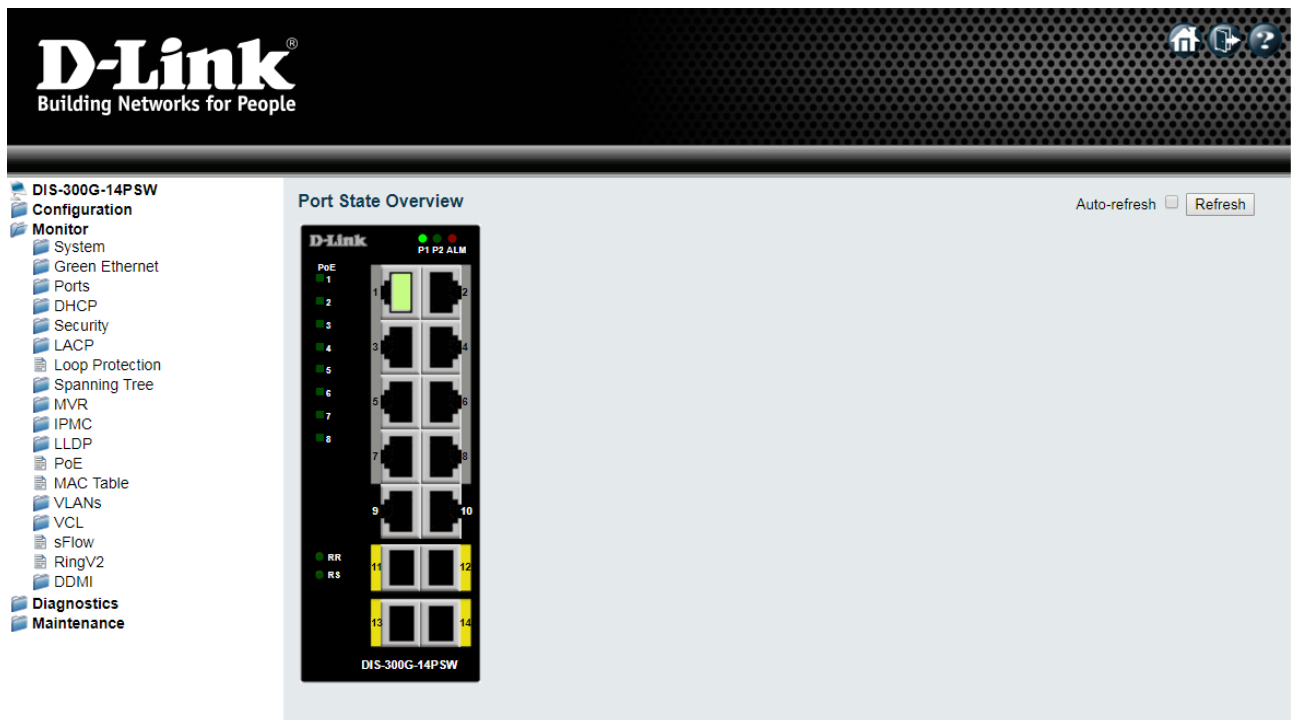 D-Link®
Building Networks for People
DIS-300G-14PSW
Configuration
Monitor
System
Green Ethernet
Ports
DHCP
Security
LACP
Loop Protection
Spanning Tree
MVR
IPMC
LLDP
PoE
MAC Table
VLANs
VCL
sFlow
RingV2
DDMI
Diagnostics
Maintenance
Port State Overview
Auto-refresh Refresh
D-Link
P1 P2 ALM
PoE
1
2
3
4
5
6
7
8
1 2
3 4
5 6
7 8
9 10
RR
RS
11 12
13 14
DIS-300G-14PSW